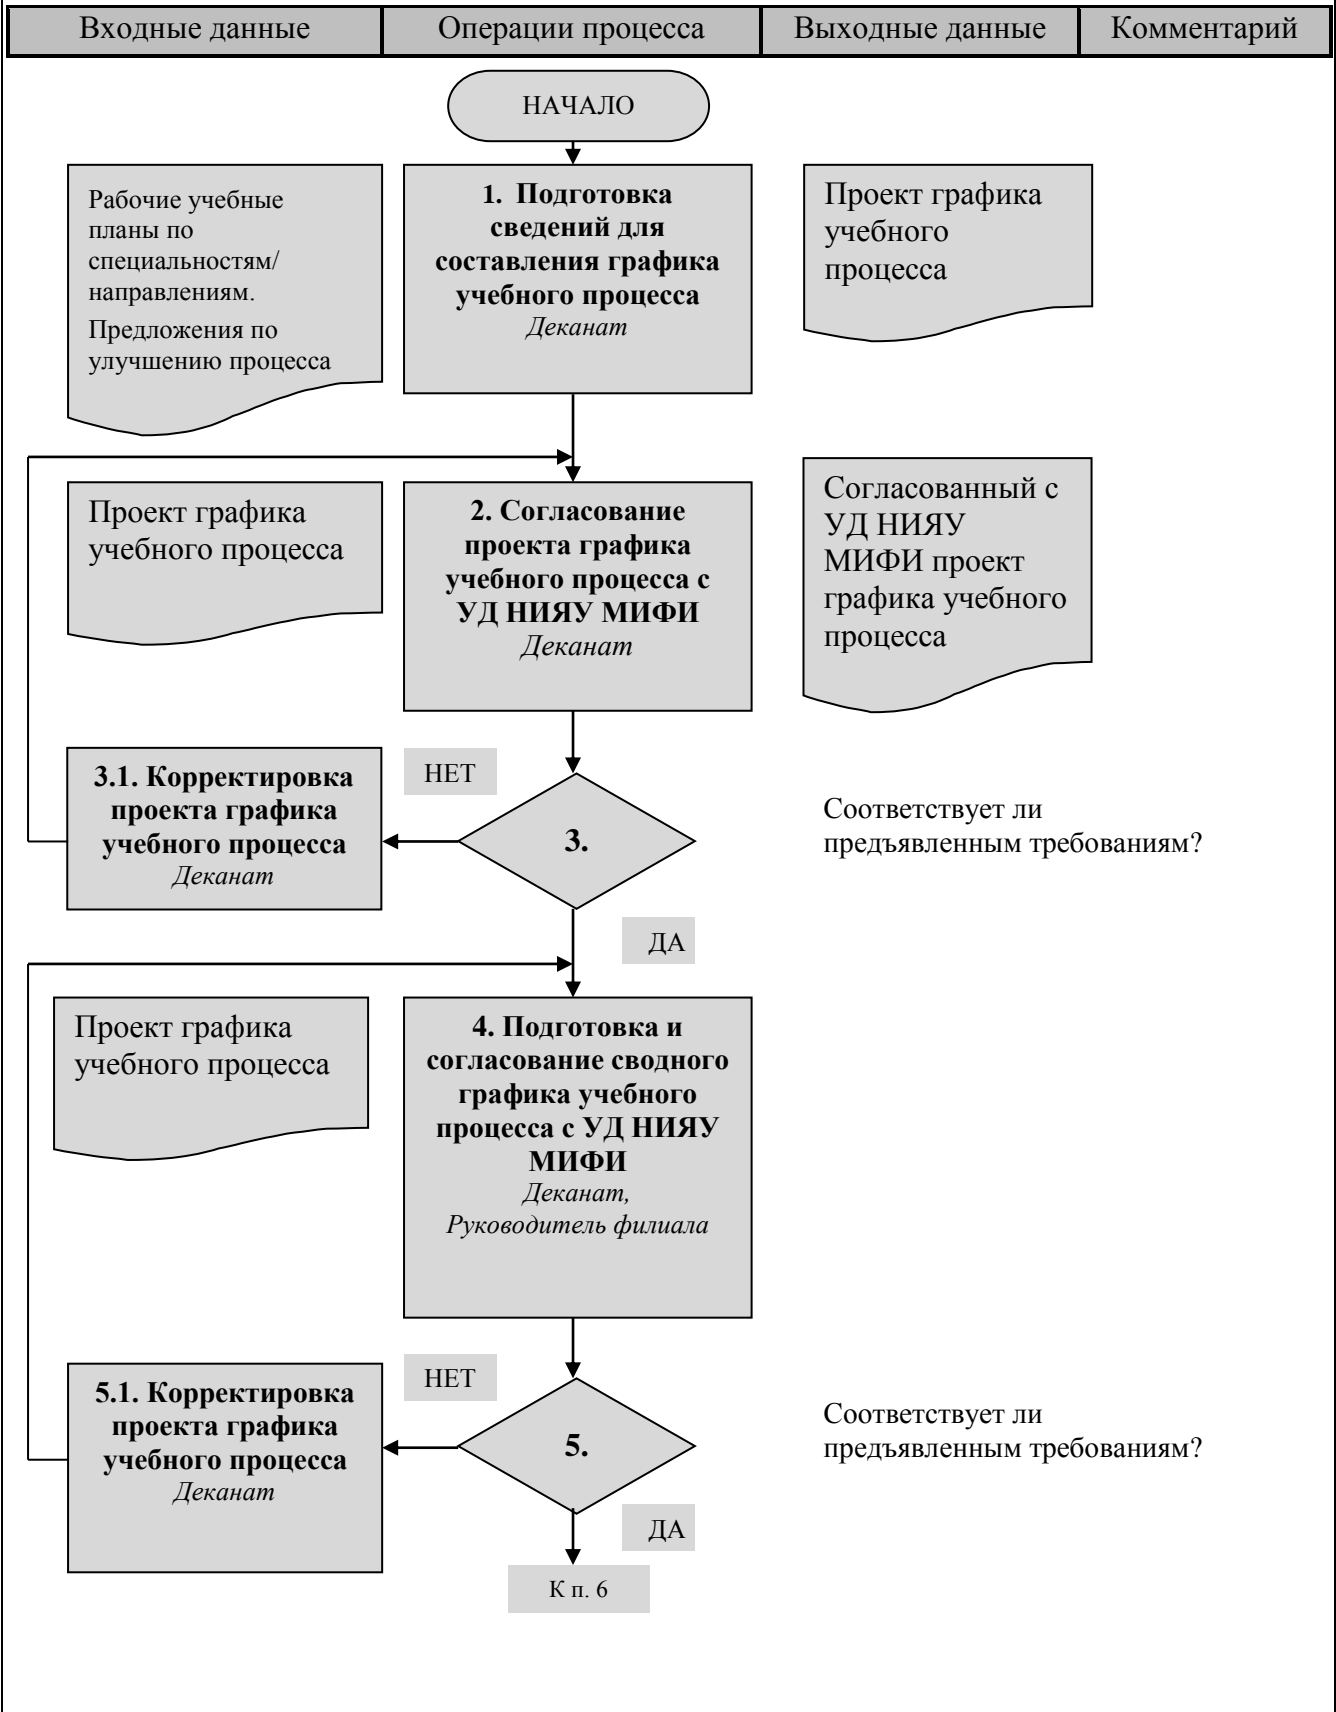 Входные данные
Операции процесса
Выходные данные
Комментарий
НАЧАЛО
Рабочие учебные
планы по
специальностям/
направлениям.
Предложения по
улучшению процесса
1. Подготовка
сведений для
составления графика
учебного процесса
Деканат
Проект графика
учебного
процесса
Проект графика
учебного процесса
2. Согласование
проекта графика
учебного процесса с
УД НИЯУ МИФИ
Деканат
Согласованный с
УД НИЯУ
МИФИ проект
графика учебного
процесса
3.1. Корректировка
проекта графика
учебного процесса
Деканат
НЕТ
3.
Соответствует ли
предъявленным требованиям?
ДА
Проект графика
учебного процесса
4. Подготовка и
согласование сводного
графика учебного
процесса с УД НИЯУ
МИФИ
Деканат,
Руководитель филиала
5.1. Корректировка
проекта графика
учебного процесса
Деканат
НЕТ
5.
Соответствует ли
предъявленным требованиям?
ДА
К п. 6